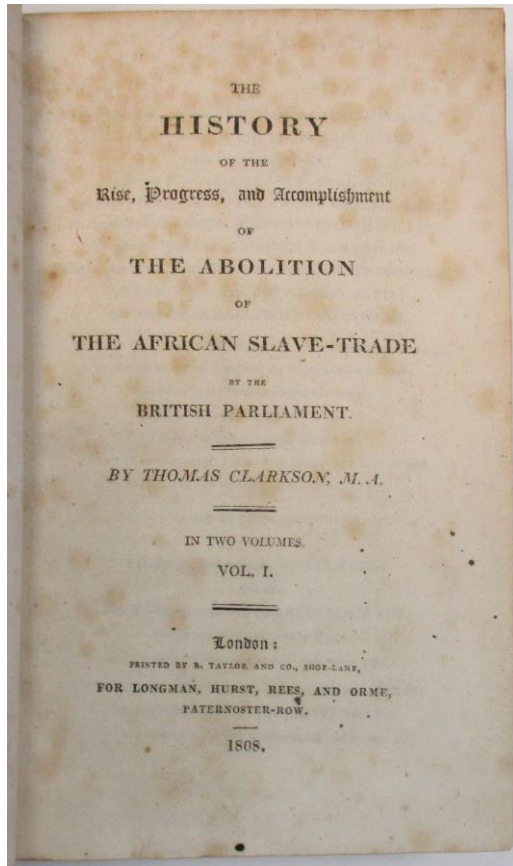 THE
HISTORY
OF THE
Rise, Progress, and Accomplishment
OF
THE ABOLITION
OF
THE AFRICAN SLAVE-TRADE
BY THE
BRITISH PARLIAMENT.
BY THOMAS CLARKSON, M. A.
IN TWO VOLUMES.
VOL. I.
London:
PRINTED BY R. TAYLOR AND CO., SHOE-LANE,
FOR LONGMAN, HURST, REES, AND ORME,
PATERNOSTER-ROW.
1808.